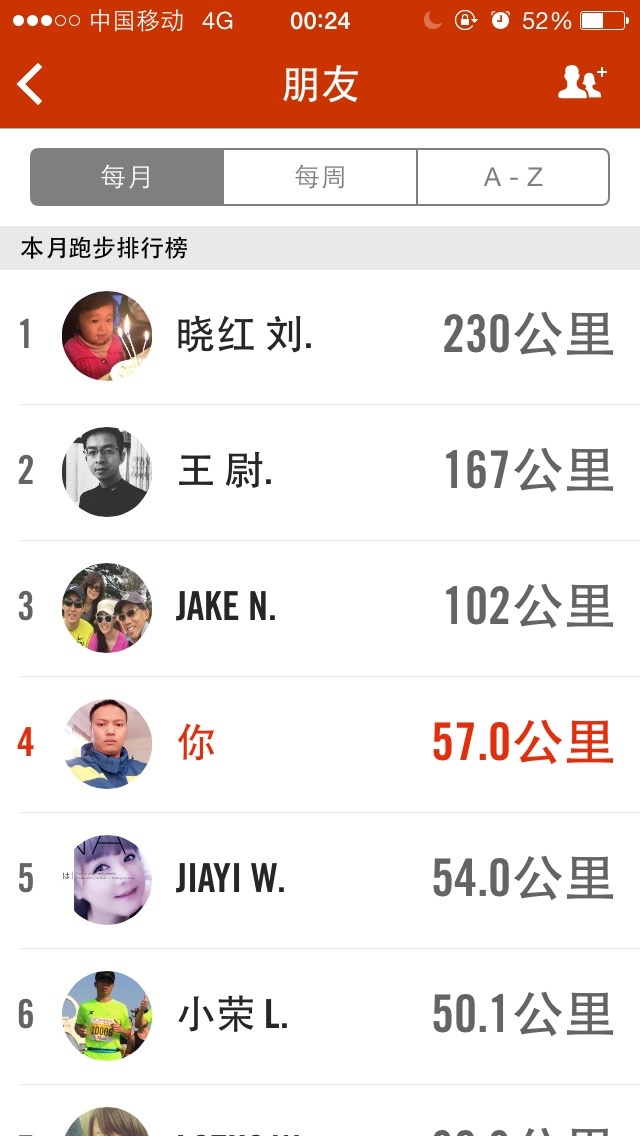 中国移动 4G 00:24 52%
朋友
每月 每周 A - Z
本月跑步排行榜
1 晓红 刘. 230公里
2 王 尉. 167公里
3 JAKE N. 102公里
4 你 57.0公里
5 JIAYI W. 54.0公里
6 小荣 L. 50.1公里